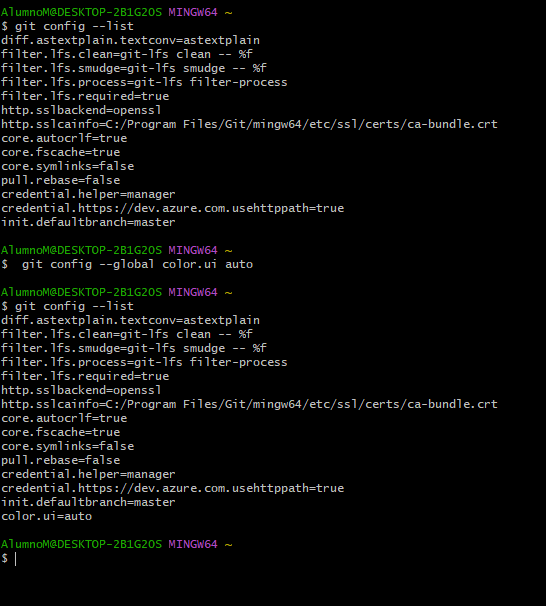 AlumnoM@DESKTOP-2B1G2OS MINGW64 ~
$ git config --list
diff.astextplain.textconv=astextplain
filter.lfs.clean=git-lfs clean -- %f
filter.lfs.smudge=git-lfs smudge -- %f
filter.lfs.process=git-lfs filter-process
filter.lfs.required=true
http.sslbackend=openssl
http.sslcainfo=C:/Program Files/Git/mingw64/etc/ssl/certs/ca-bundle.crt
core.autocrlf=true
core.fscache=true
core.symlinks=false
pull.rebase=false
credential.helper=manager
credential.https://dev.azure.com.usehttppath=true
init.defaultbranch=master

AlumnoM@DESKTOP-2B1G2OS MINGW64 ~
$  git config --global color.ui auto

AlumnoM@DESKTOP-2B1G2OS MINGW64 ~
$ git config --list
diff.astextplain.textconv=astextplain
filter.lfs.clean=git-lfs clean -- %f
filter.lfs.smudge=git-lfs smudge -- %f
filter.lfs.process=git-lfs filter-process
filter.lfs.required=true
http.sslbackend=openssl
http.sslcainfo=C:/Program Files/Git/mingw64/etc/ssl/certs/ca-bundle.crt
core.autocrlf=true
core.fscache=true
core.symlinks=false
pull.rebase=false
credential.helper=manager
credential.https://dev.azure.com.usehttppath=true
init.defaultbranch=master
color.ui=auto

AlumnoM@DESKTOP-2B1G2OS MINGW64 ~
$